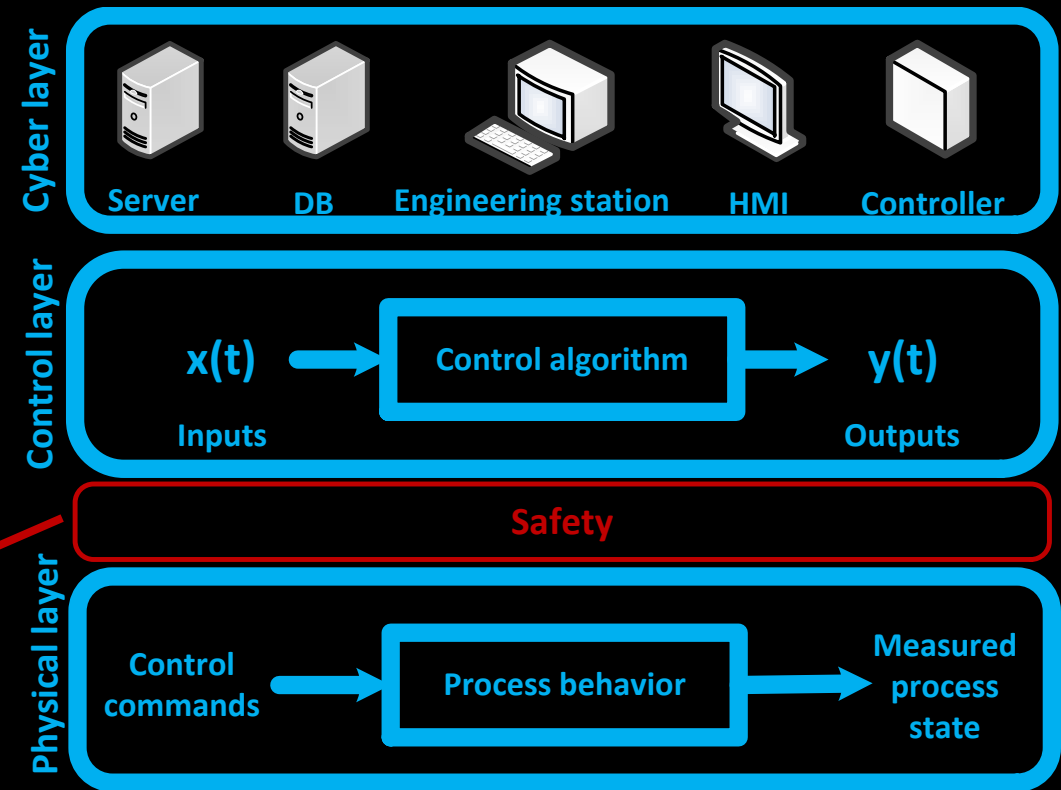 Cyber layer
Server
DB
Engineering station
HMI
Controller
Control layer
x(t)
Control algorithm
y(t)
Inputs
Outputs
Safety
Physical layer
Control
commands
Process behavior
Measured
process
state